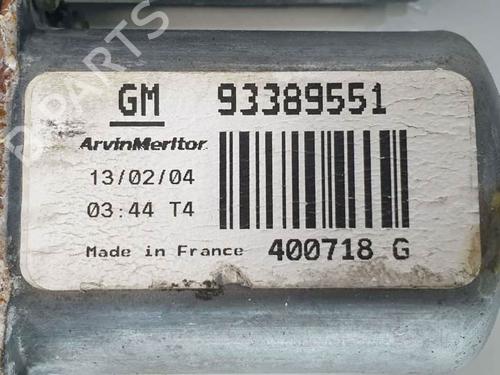 GM 93389551
ArvinMeritor
13/02/04
03:44 T4
Made in France 400718 G